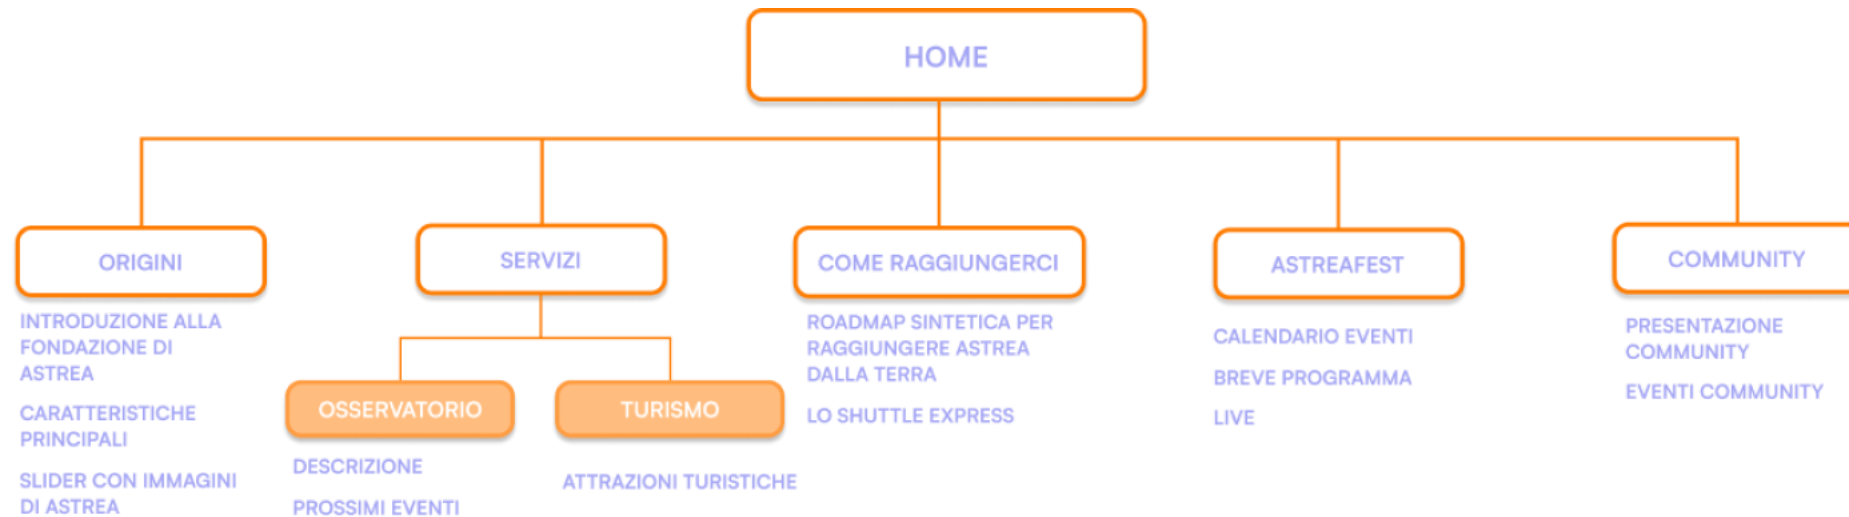 HOME
ORIGINI
SERVIZI
COME RAGGIUNGERCI
ASTREAFEST
COMMUNITY
INTRODUZIONE ALLA
FONDAZIONE DI
ASTREA
CARATTERISTICHE
PRINCIPALI
SLIDER CON IMMAGINI
DI ASTREA
OSSERVATORIO
DESCRIZIONE
PROSSIMI EVENTI
TURISMO
ATTRAZIONI TURISTICHE
ROADMAP SINTETICA PER
RAGGIUNGERE ASTREA
DALLA TERRA
LO SHUTTLE EXPRESS
CALENDARIO EVENTI
BREVE PROGRAMMA
LIVE
PRESENTAZIONE
COMMUNITY
EVENTI COMMUNITY